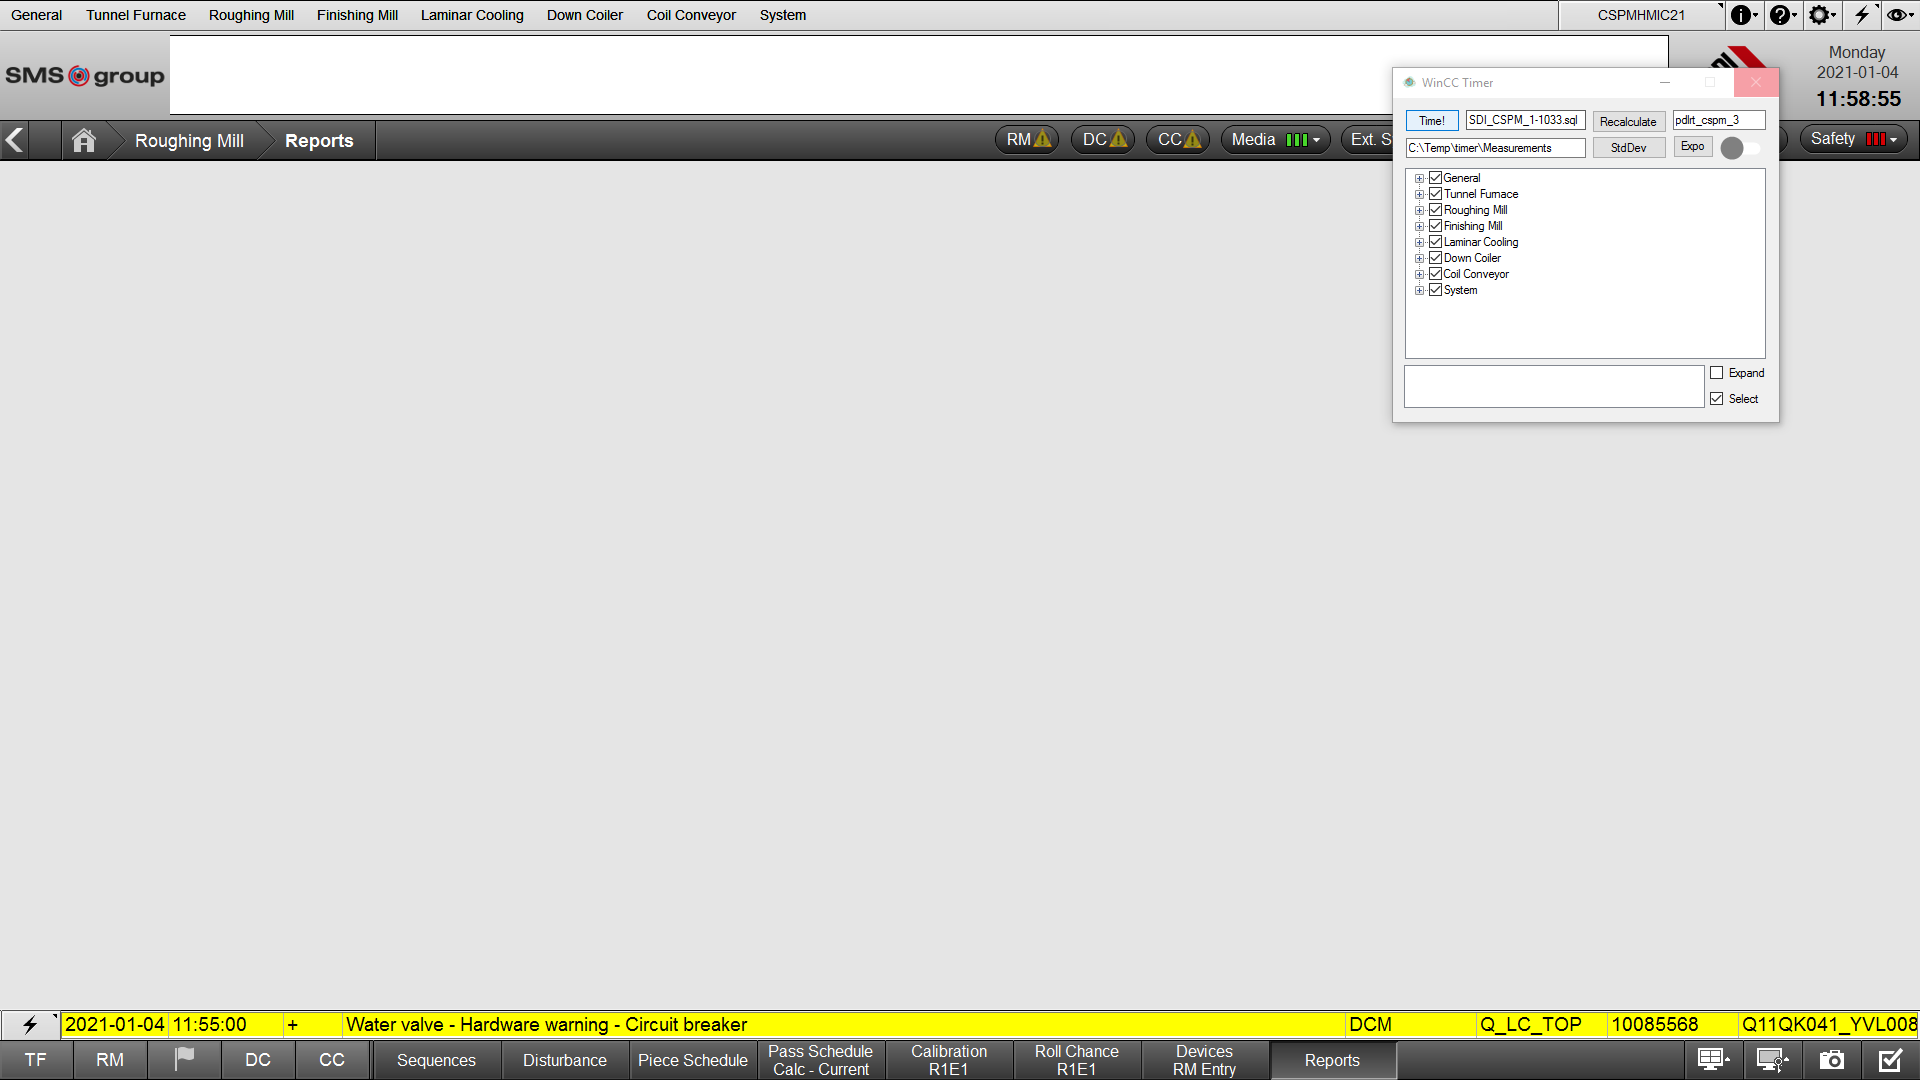 General Tunnel Furnace Roughing Mill Finishing Mill Laminar Cooling Down Coiler Coil Conveyor System CSPMHMIC21
SMS group
Monday
2021-01-04
11:58:55
Roughing Mill Reports RM DC CC Media Ext. S Safety
WinCC Timer
Time! SDI_CSPM_1-1033.sql Recalculate pdlrt_cspm_3
C:\Temp\timer\Measurements StdDev Expo
General
Tunnel Furnace
Roughing Mill
Finishing Mill
Laminar Cooling
Down Coiler
Coil Conveyor
System
Expand
Select
2021-01-04 11:55:00 + Water valve - Hardware warning - Circuit breaker DCM Q_LC_TOP 10085568 Q11QK041_YVL008
TF RM DC CC Sequences Disturbance Piece Schedule
Pass Schedule
Calc - Current
Calibration
R1E1
Roll Chance
R1E1
Devices
RM Entry
Reports